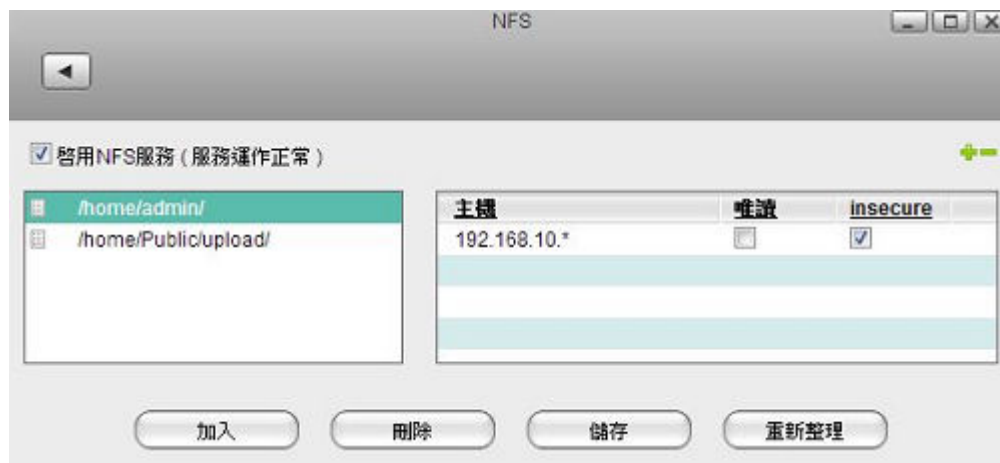 NFS
啓用NFS服務 ( 服務運作正常 )
/home/admin/
/home/Public/upload/
主機 唯讀 insecure
192.168.10.*
加入 刪除 儲存 重新整理